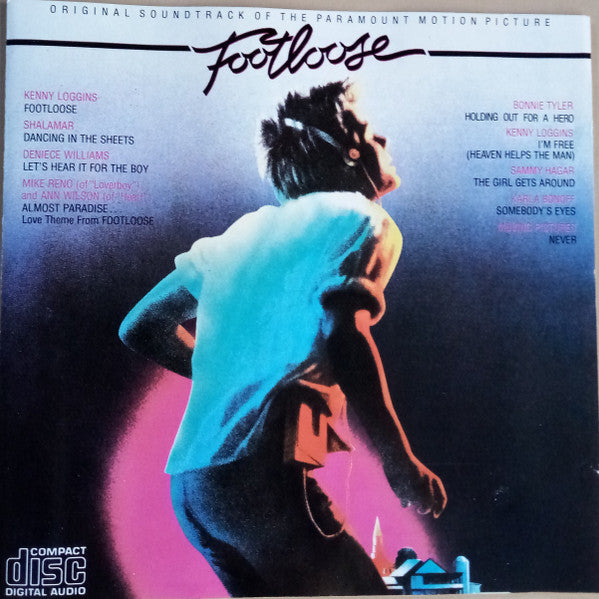 ORIGINAL SOUNDTRACK OF THE PARAMOUNT MOTION PICTURE
Footloose
KENNY LOGGINS
FOOTLOOSE
SHALAMAR
DANCING IN THE SHEETS
DENIECE WILLIAMS
LET'S HEAR IT FOR THE BOY
MIKE RENO (of "Loverboy")
and ANN WILSON (of "Heart")
ALMOST PARADISE...
Love Theme From FOOTLOOSE
BONNIE TYLER
HOLDING OUT FOR A HERO
KENNY LOGGINS
I'M FREE
(HEAVEN HELPS THE MAN)
SAMMY HAGAR
THE GIRL GETS AROUND
KARLA BONOFF
SOMEBODY'S EYES
MOVING PICTURES
NEVER
COMPACT
disc
DIGITAL AUDIO